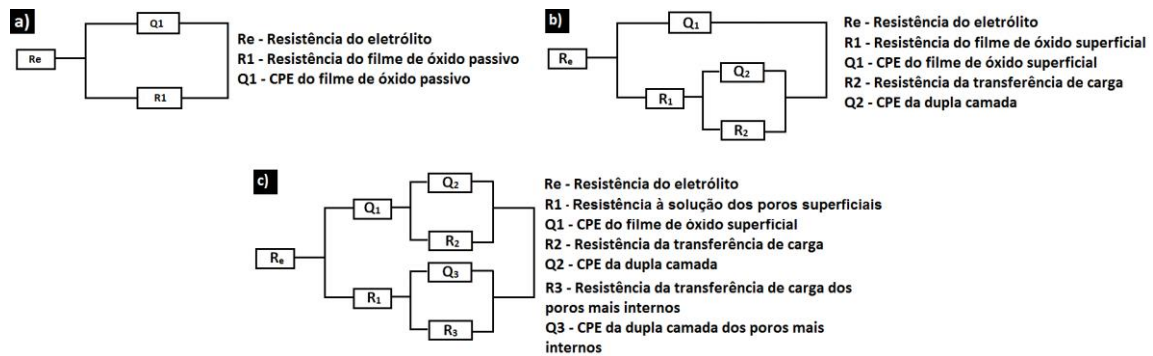 a)
Q1
Re
R1
Re - Resistência do eletrólito
R1 - Resistência do filme de óxido passivo
Q1 - CPE do filme de óxido passivo
b)
Q1
Re
Q2
R1
R2
Re - Resistência do eletrólito
R1 - Resistência do filme de óxido superficial
Q1 - CPE do filme de óxido superficial
R2 - Resistência da transferência de carga
Q2 - CPE da dupla camada
c)
Q2
Q1
R2
Re
Q3
R1
R3
Re - Resistência do eletrólito
R1 - Resistência à solução dos poros superficiais
Q1 - CPE do filme de óxido superficial
R2 - Resistência da transferência de carga
Q2 - CPE da dupla camada
R3 - Resistência da transferência de carga dos
poros mais internos
Q3 - CPE da dupla camada dos poros mais
internos